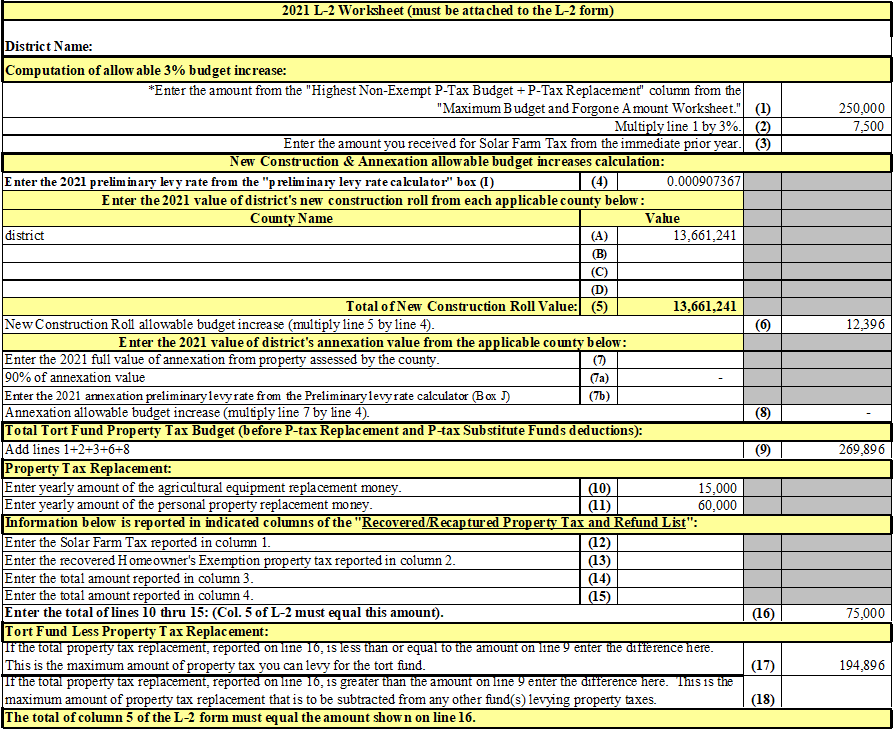 2021 L-2 Worksheet (must be attached to the L-2 form)
District Name:
Computation of allowable 3% budget increase:
*Enter the amount from the "Highest Non-Exempt P-Tax Budget + P-Tax Replacement" column from the
"Maximum Budget and Forgone Amount Worksheet." (1) 250,000
Multiply line 1 by 3%. (2) 7,500
Enter the amount you received for Solar Farm Tax from the immediate prior year. (3)
New Construction & Annexation allowable budget increases calculation:
Enter the 2021 preliminary levy rate from the "preliminary levy rate calculator" box (I) (4) 0.000907367
Enter the 2021 value of district's new construction roll from each applicable county below:
County Name Value
district (A) 13,661,241
(B)
(C)
(D)
Total of New Construction Roll Value: (5) 13,661,241
New Construction Roll allowable budget increase (multiply line 5 by line 4). (6) 12,396
Enter the 2021 value of district's annexation value from the applicable county below:
Enter the 2021 full value of annexation from property assessed by the county. (7)
90% of annexation value (7a) -
Enter the 2021 annexation preliminary levy rate from the Preliminary levy rate calculator (Box J) (7b)
Annexation allowable budget increase (multiply line 7 by line 4). (8) -
Total Tort Fund Property Tax Budget (before P-tax Replacement and P-tax Substitute Funds deductions):
Add lines 1+2+3+6+8 (9) 269,896
Property Tax Replacement:
Enter yearly amount of the agricultural equipment replacement money. (10) 15,000
Enter yearly amount of the personal property replacement money. (11) 60,000
Information below is reported in indicated columns of the "Recovered/Recaptured Property Tax and Refund List":
Enter the Solar Farm Tax reported in column 1. (12)
Enter the recovered Homeowner's Exemption property tax reported in column 2. (13)
Enter the total amount reported in column 3. (14)
Enter the total amount reported in column 4. (15)
Enter the total of lines 10 thru 15: (Col. 5 of L-2 must equal this amount). (16) 75,000
Tort Fund Less Property Tax Replacement:
If the total property tax replacement, reported on line 16, is less than or equal to the amount on line 9 enter the difference here.
This is the maximum amount of property tax you can levy for the tort fund. (17) 194,896
If the total property tax replacement, reported on line 16, is greater than the amount on line 9 enter the difference here. This is the
maximum amount of property tax replacement that is to be subtracted from any other fund(s) levying property taxes. (18)
The total of column 5 of the L-2 form must equal the amount shown on line 16.